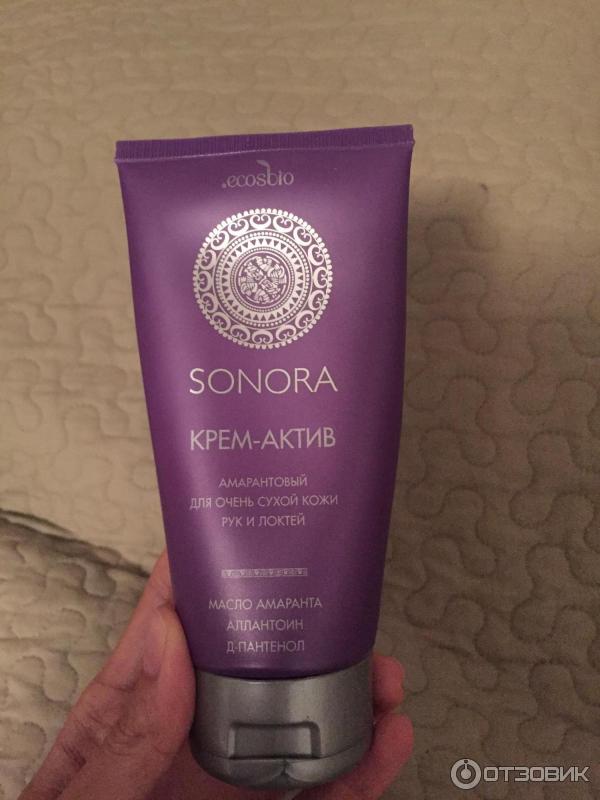 .ecosbio
SONORA
КРЕМ-АКТИВ
АМАРАНТОВЫЙ
ДЛЯ ОЧЕНЬ СУХОЙ КОЖИ
РУК И ЛОКТЕЙ
МАСЛО АМАРАНТА
АЛЛАНТОИН
Д-ПАНТЕНОЛ
ОТЗОВИК